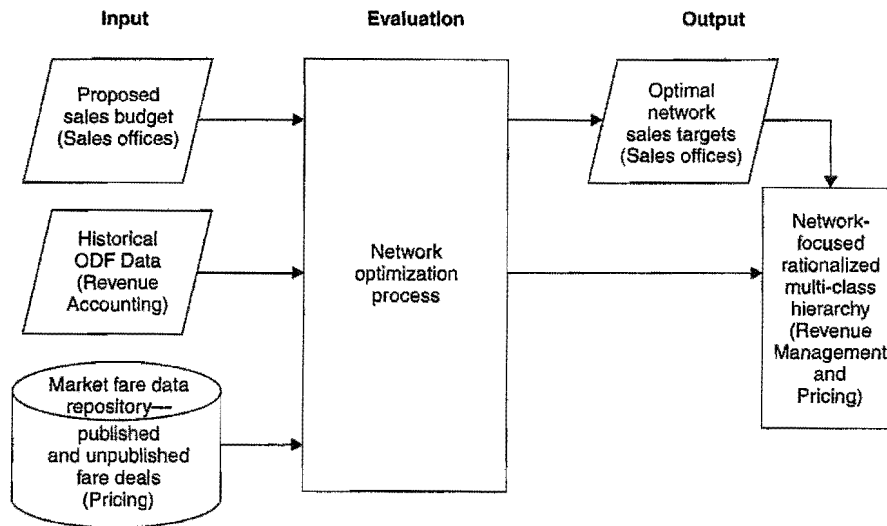 Input
Evaluation
Output
Proposed
sales budget
(Sales offices)
Historical
ODF Data
(Revenue
Accounting)
Market fare data
repository—
published
and unpublished
fare deals
(Pricing)
Network
optimization
process
Optimal
network
sales targets
(Sales offices)
Network-
focused
rationalized
multi-class
hierarchy
(Revenue
Management
and
Pricing)